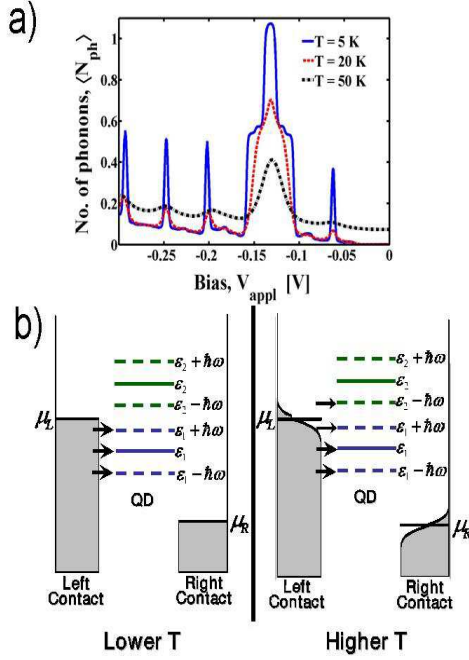 a)
No. of phonons, ⟨N_ph⟩
1
0.8
0.6
0.4
0.2
0
T = 5 K
T = 20 K
T = 50 K
-0.25 -0.2 -0.15 -0.1 -0.05 0
Bias, V_appl [V]
b)
μ_L
ε₂+ħω
ε₂
ε₂−ħω
ε₁+ħω
ε₁
ε₁−ħω
QD
μ_R
Left
Contact
Right
Contact
Lower T
μ_L
ε₂+ħω
ε₂
ε₂−ħω
ε₁+ħω
ε₁
ε₁−ħω
QD
μ_R
Left
Contact
Right
Contact
Higher T